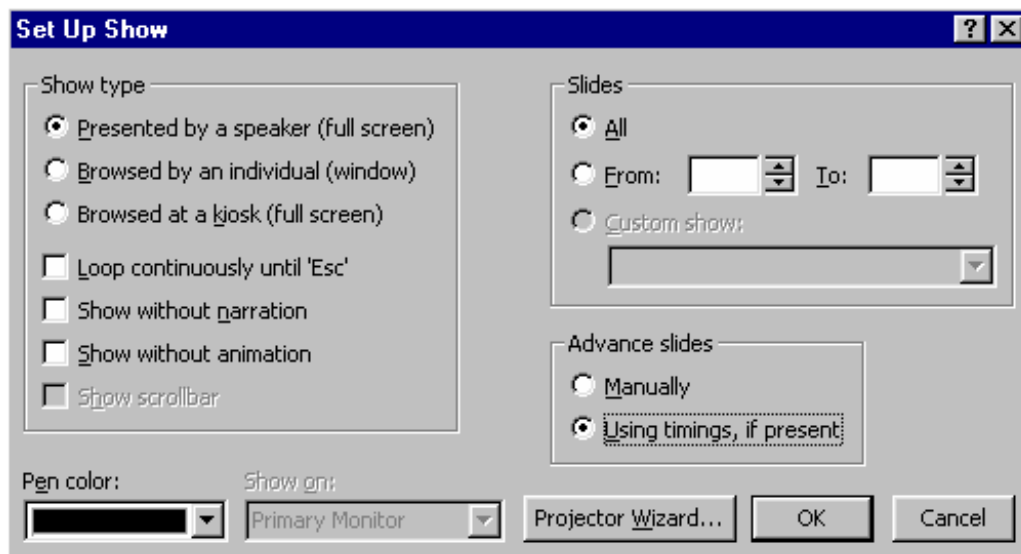 Set Up Show
Show type
Presented by a speaker (full screen)
Browsed by an individual (window)
Browsed at a kiosk (full screen)
Loop continuously until 'Esc'
Show without narration
Show without animation
Show scrollbar
Slides
All
From: To:
Custom show:
Advance slides
Manually
Using timings, if present
Pen color:
Show on:
Primary Monitor
Projector Wizard...
OK
Cancel